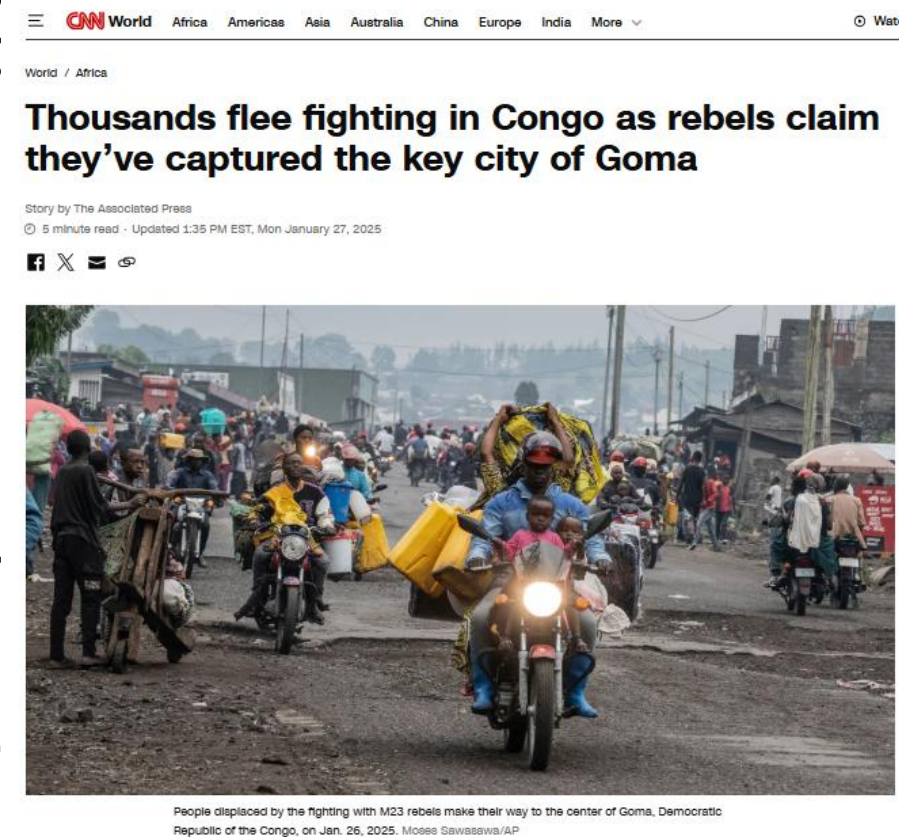 CNN World Africa Americas Asia Australia China Europe India More
World / Africa
Thousands flee fighting in Congo as rebels claim
they've captured the key city of Goma
Story by The Associated Press
5 minute read · Updated 1:35 PM EST, Mon January 27, 2025
People displaced by the fighting with M23 rebels make their way to the center of Goma, Democratic
Republic of the Congo, on Jan. 26, 2025. Moses Sawasawa/AP